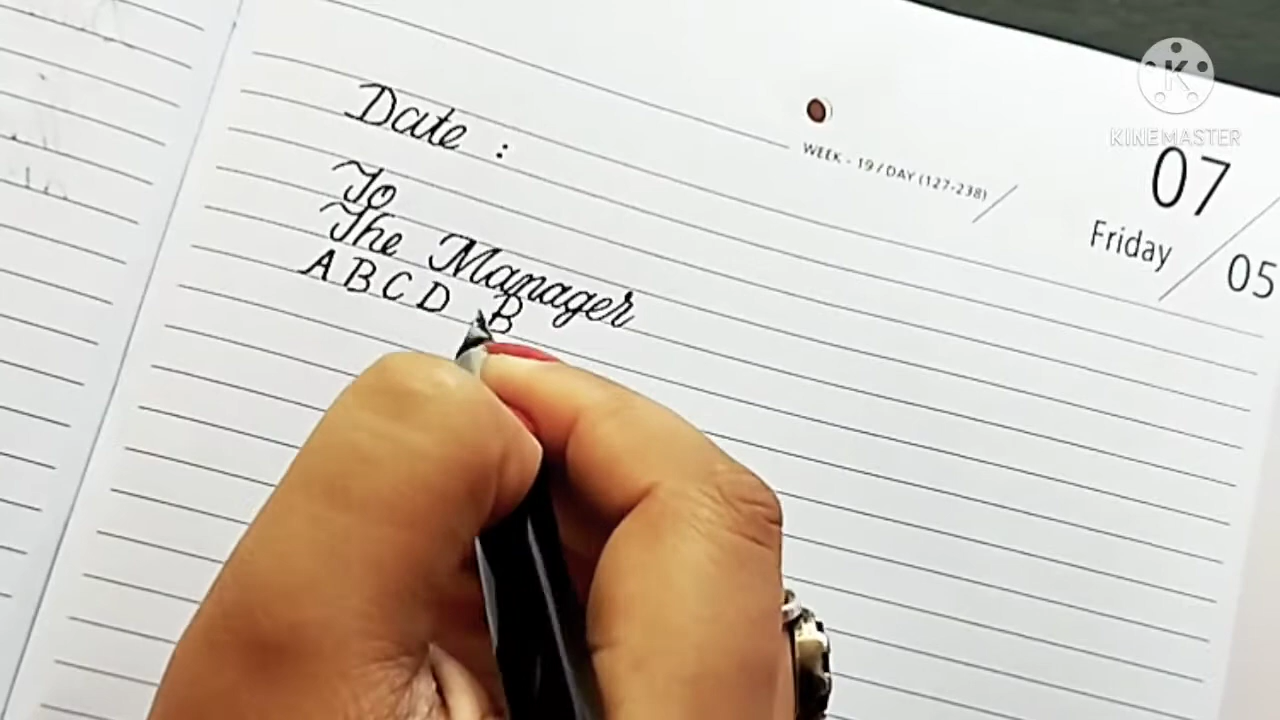 Date :
To
The Manager
A B C D B
WEEK - 19 / DAY (127-238)
07
Friday
05
K
KINEMASTER